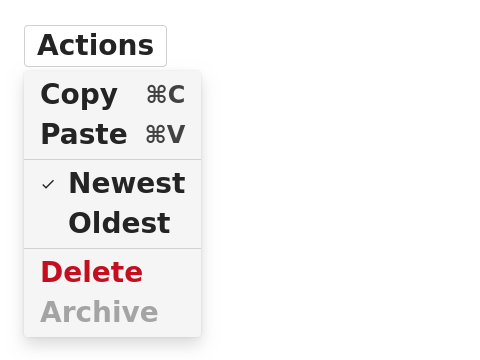 Actions
Copy ⌘C
Paste ⌘V
✓ Newest
Oldest
Delete
Archive